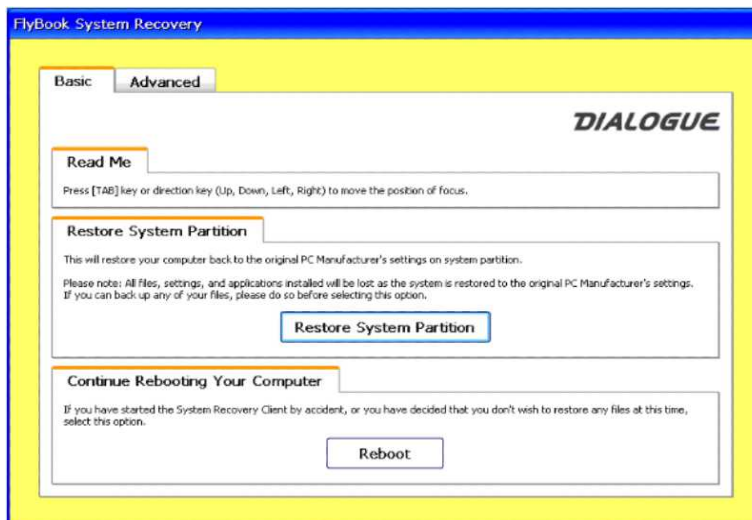 FlyBook System Recovery
Basic
Advanced
DIALOGUE
Read Me
Press [TAB] key or direction key (Up, Down, Left, Right) to move the position of focus.
Restore System Partition
This will restore your computer back to the original PC Manufacturer's settings on system partition.
Please note: All files, settings, and applications installed will be lost as the system is restored to the original PC Manufacturer's settings.
If you can back up any of your files, please do so before selecting this option.
Restore System Partition
Continue Rebooting Your Computer
If you have started the System Recovery Client by accident, or you have decided that you don't wish to restore any files at this time,
select this option.
Reboot